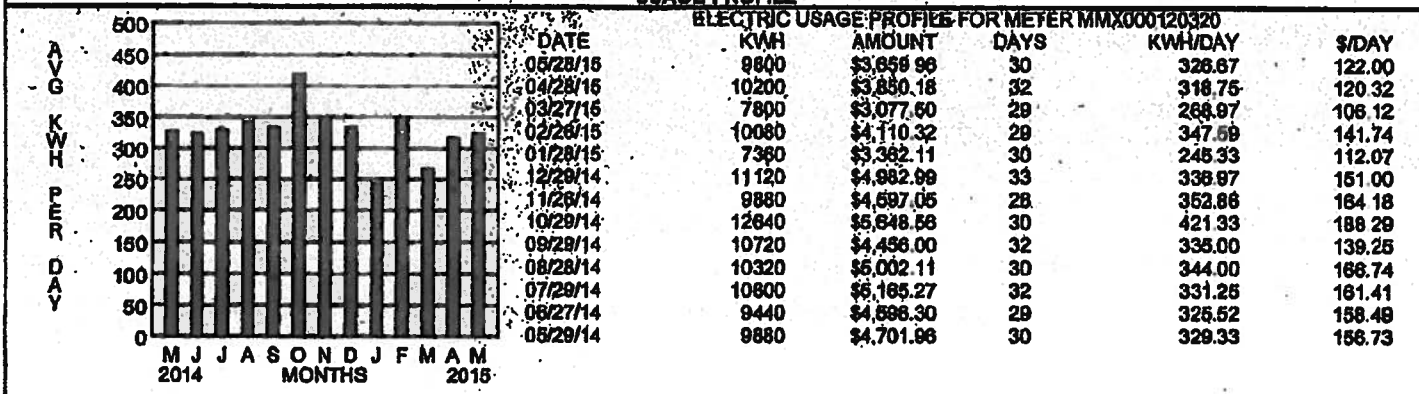 USAGE PROFILE
ELECTRIC USAGE PROFILE FOR METER MMX000120320
DATE KWH AMOUNT DAYS KWH/DAY $/DAY
05/28/15 9800 $3,659.96 30 326.67 122.00
04/28/15 10200 $3,850.18 32 318.75 120.32
03/27/15 7800 $3,077.50 29 268.97 106.12
02/26/15 10080 $4,110.32 29 347.59 141.74
01/28/15 7360 $3,362.11 30 245.33 112.07
12/29/14 11120 $4,982.99 33 336.97 151.00
11/26/14 9880 $4,597.05 28 352.86 164.18
10/29/14 12640 $5,648.56 30 421.33 188.29
09/29/14 10720 $4,456.00 32 335.00 139.25
08/28/14 10320 $5,002.11 30 344.00 166.74
07/29/14 10600 $5,165.27 32 331.25 161.41
06/27/14 9440 $4,596.30 29 325.52 158.49
05/29/14 9880 $4,701.96 30 329.33 156.73
AVG KWH PER DAY
500
450
400
350
300
250
200
150
100
50
0
M J J A S O N D J F M A M
2014 MONTHS 2015